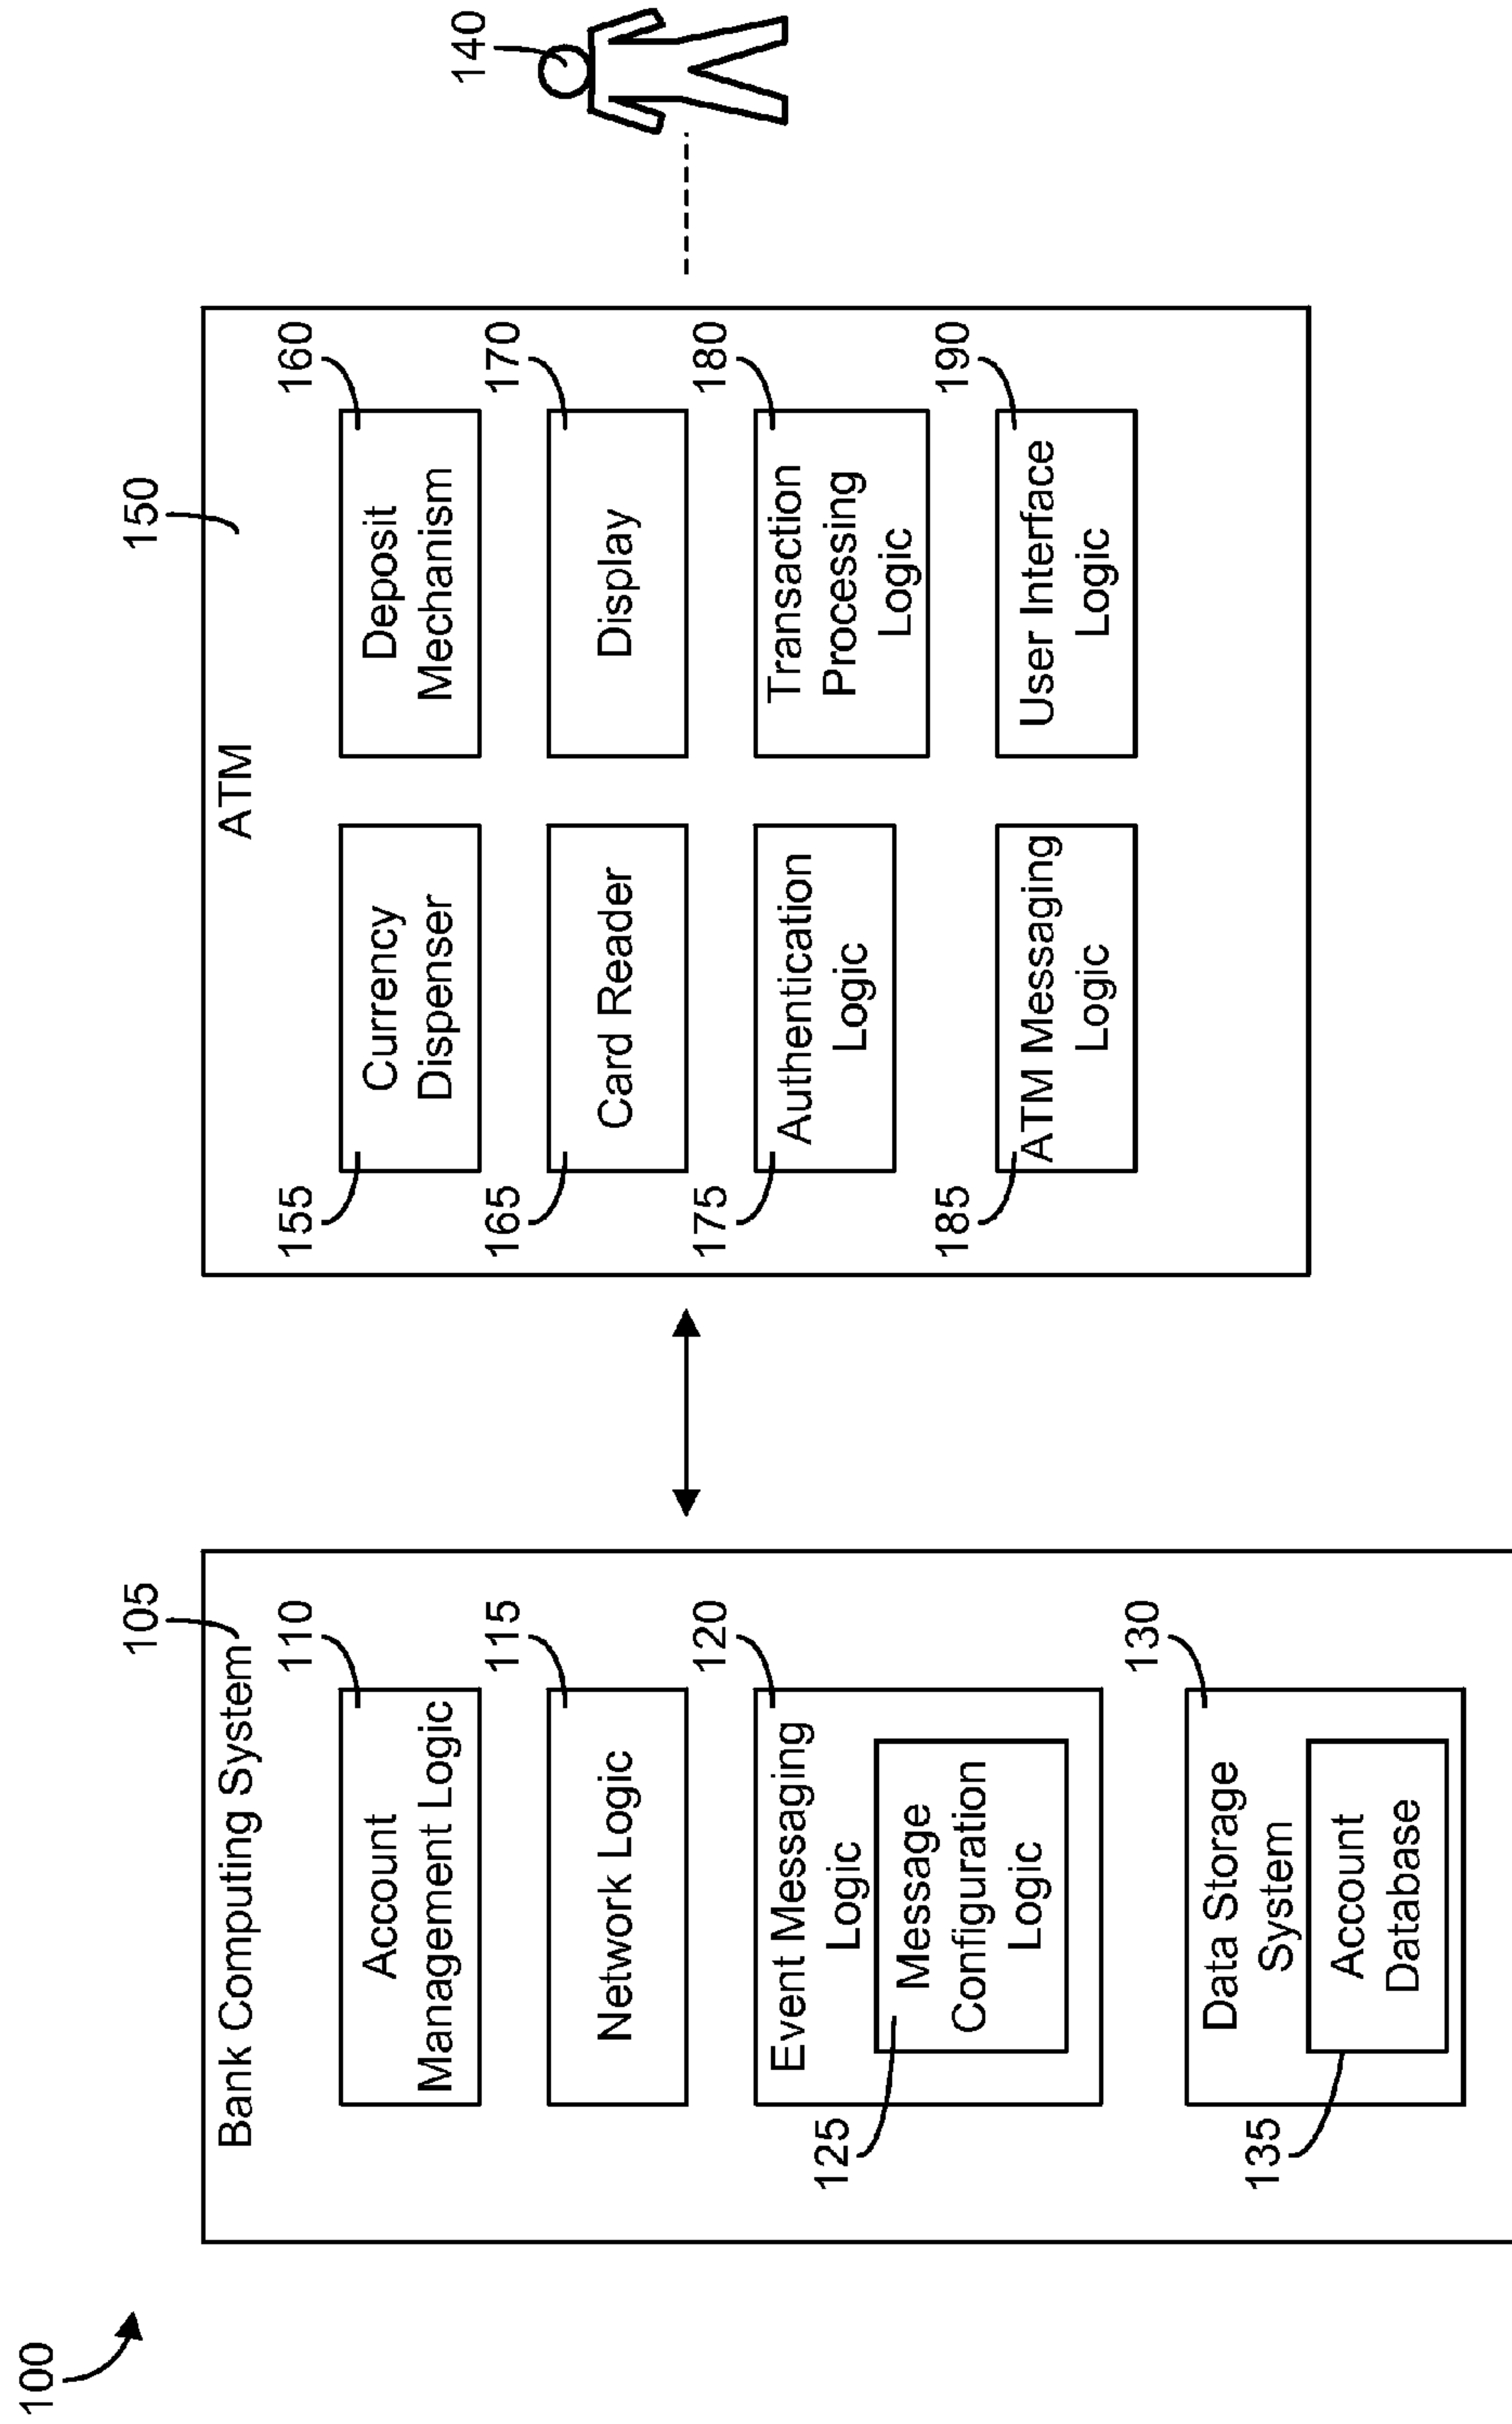 100
105
Bank Computing System
110
Account
Management Logic
115
Network Logic
120
Event Messaging
Logic
125
Message
Configuration
Logic
130
Data Storage
System
135
Account
Database
150
ATM
155
Currency
Dispenser
160
Deposit
Mechanism
165
Card Reader
170
Display
175
Authentication
Logic
180
Transaction
Processing
Logic
185
ATM Messaging
Logic
190
User Interface
Logic
140